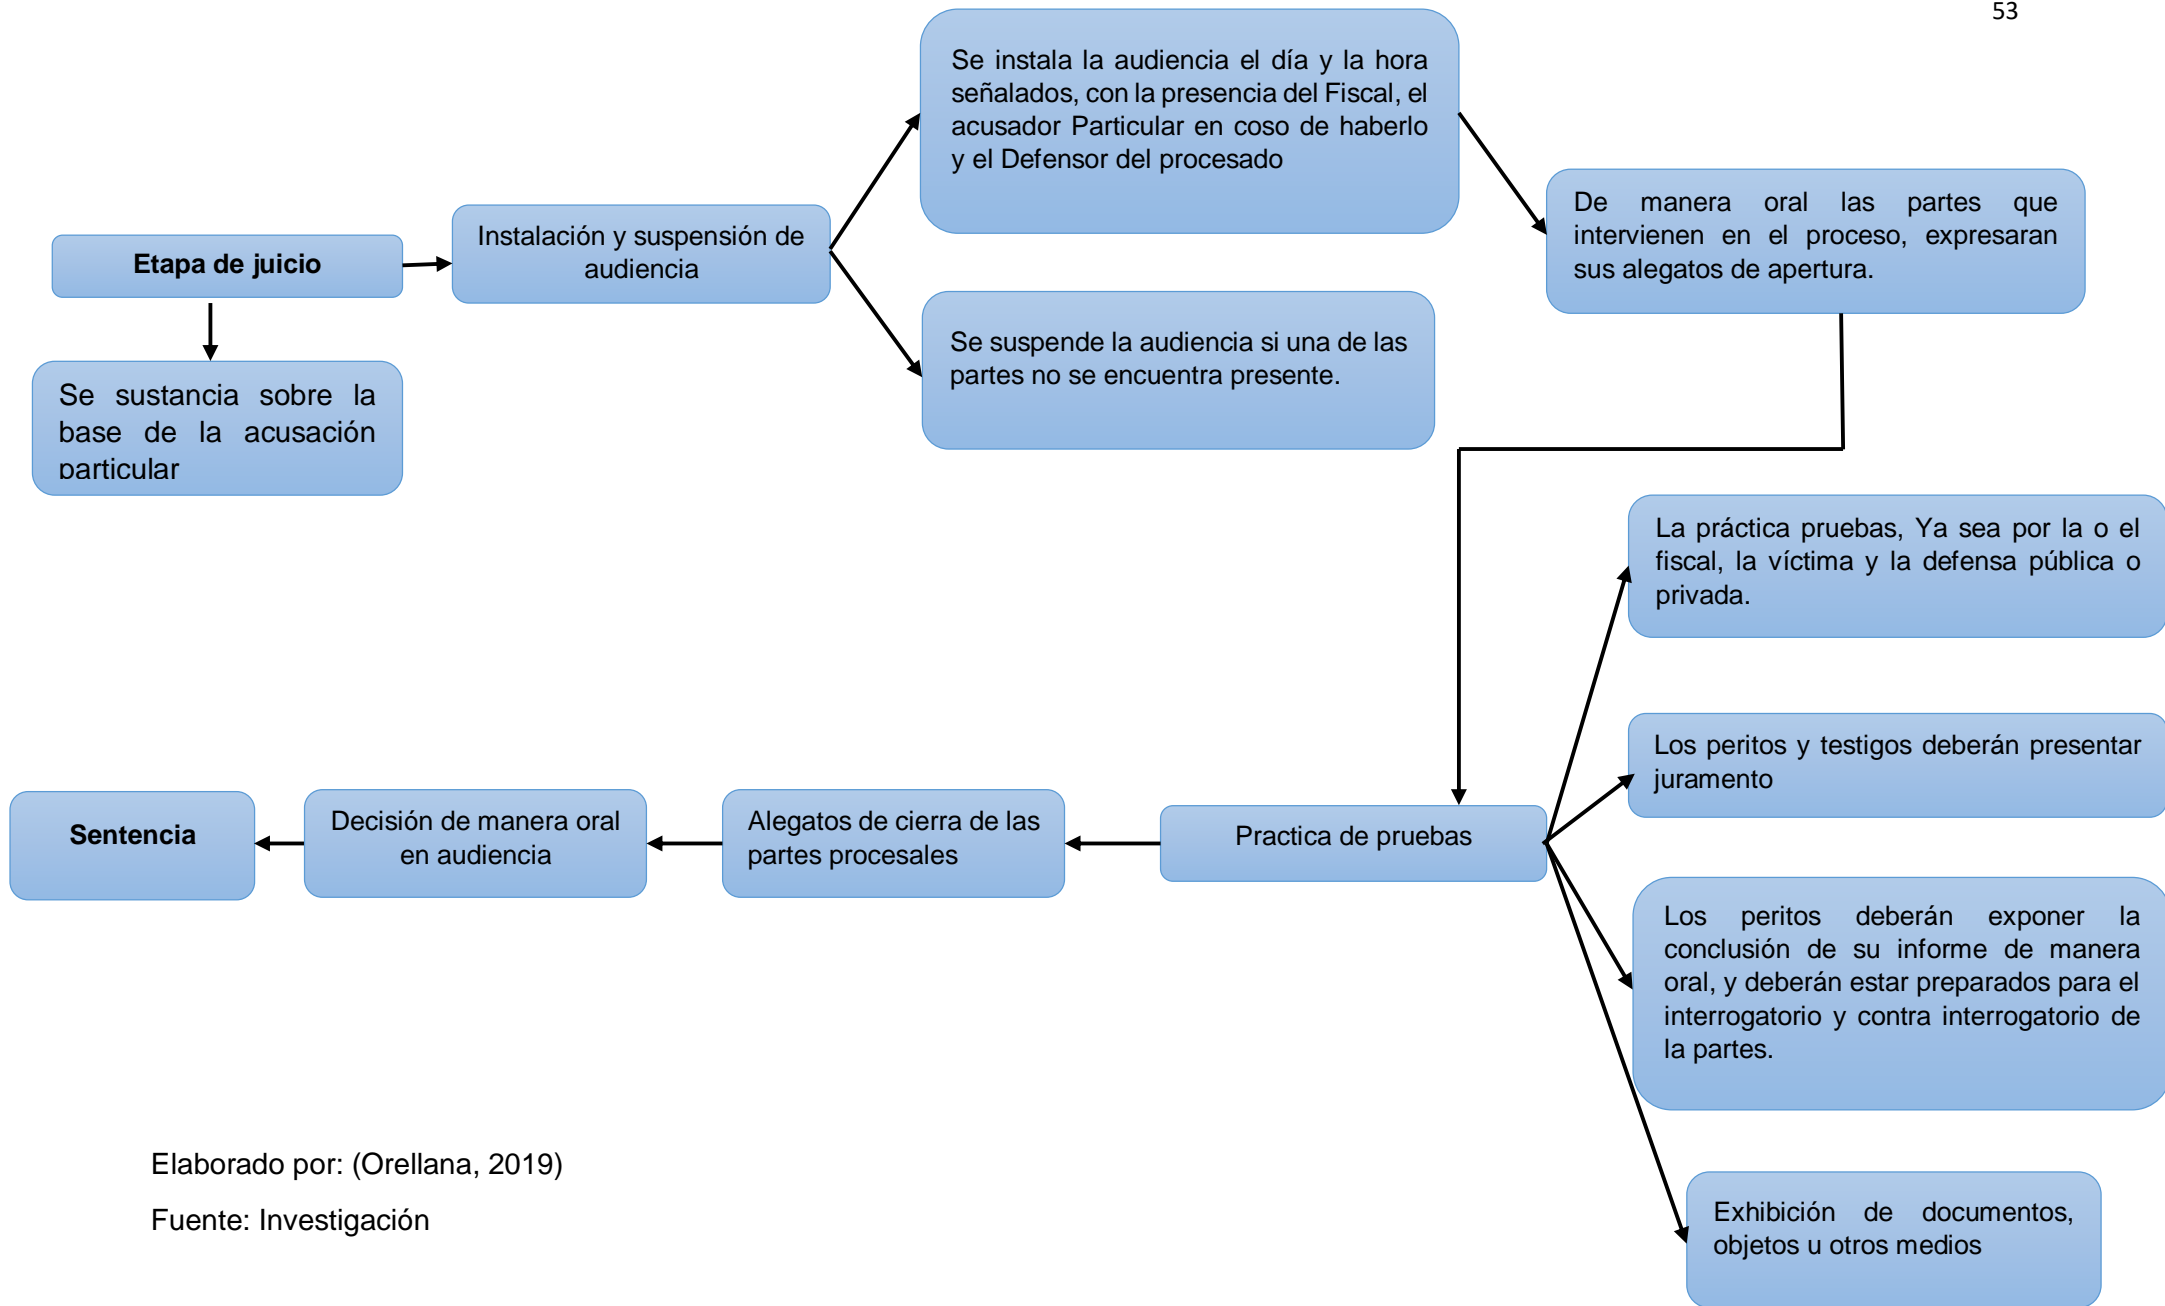 53
Se instala la audiencia el día y la hora
señalados, con la presencia del Fiscal, el
acusador Particular en coso de haberlo
y el Defensor del procesado
De manera oral las partes que
intervienen en el proceso, expresaran
sus alegatos de apertura.
Instalación y suspensión de
audiencia
Etapa de juicio
Se suspende la audiencia si una de las
partes no se encuentra presente.
Se sustancia sobre la
base de la acusación
particular
La práctica pruebas, Ya sea por la o el
fiscal, la víctima y la defensa pública o
privada.
Los peritos y testigos deberán presentar
juramento
Sentencia
Decisión de manera oral
en audiencia
Alegatos de cierra de las
partes procesales
Practica de pruebas
Los peritos deberán exponer la
conclusión de su informe de manera
oral, y deberán estar preparados para el
interrogatorio y contra interrogatorio de
la partes.
Exhibición de documentos,
objetos u otros medios
Elaborado por: (Orellana, 2019)
Fuente: Investigación